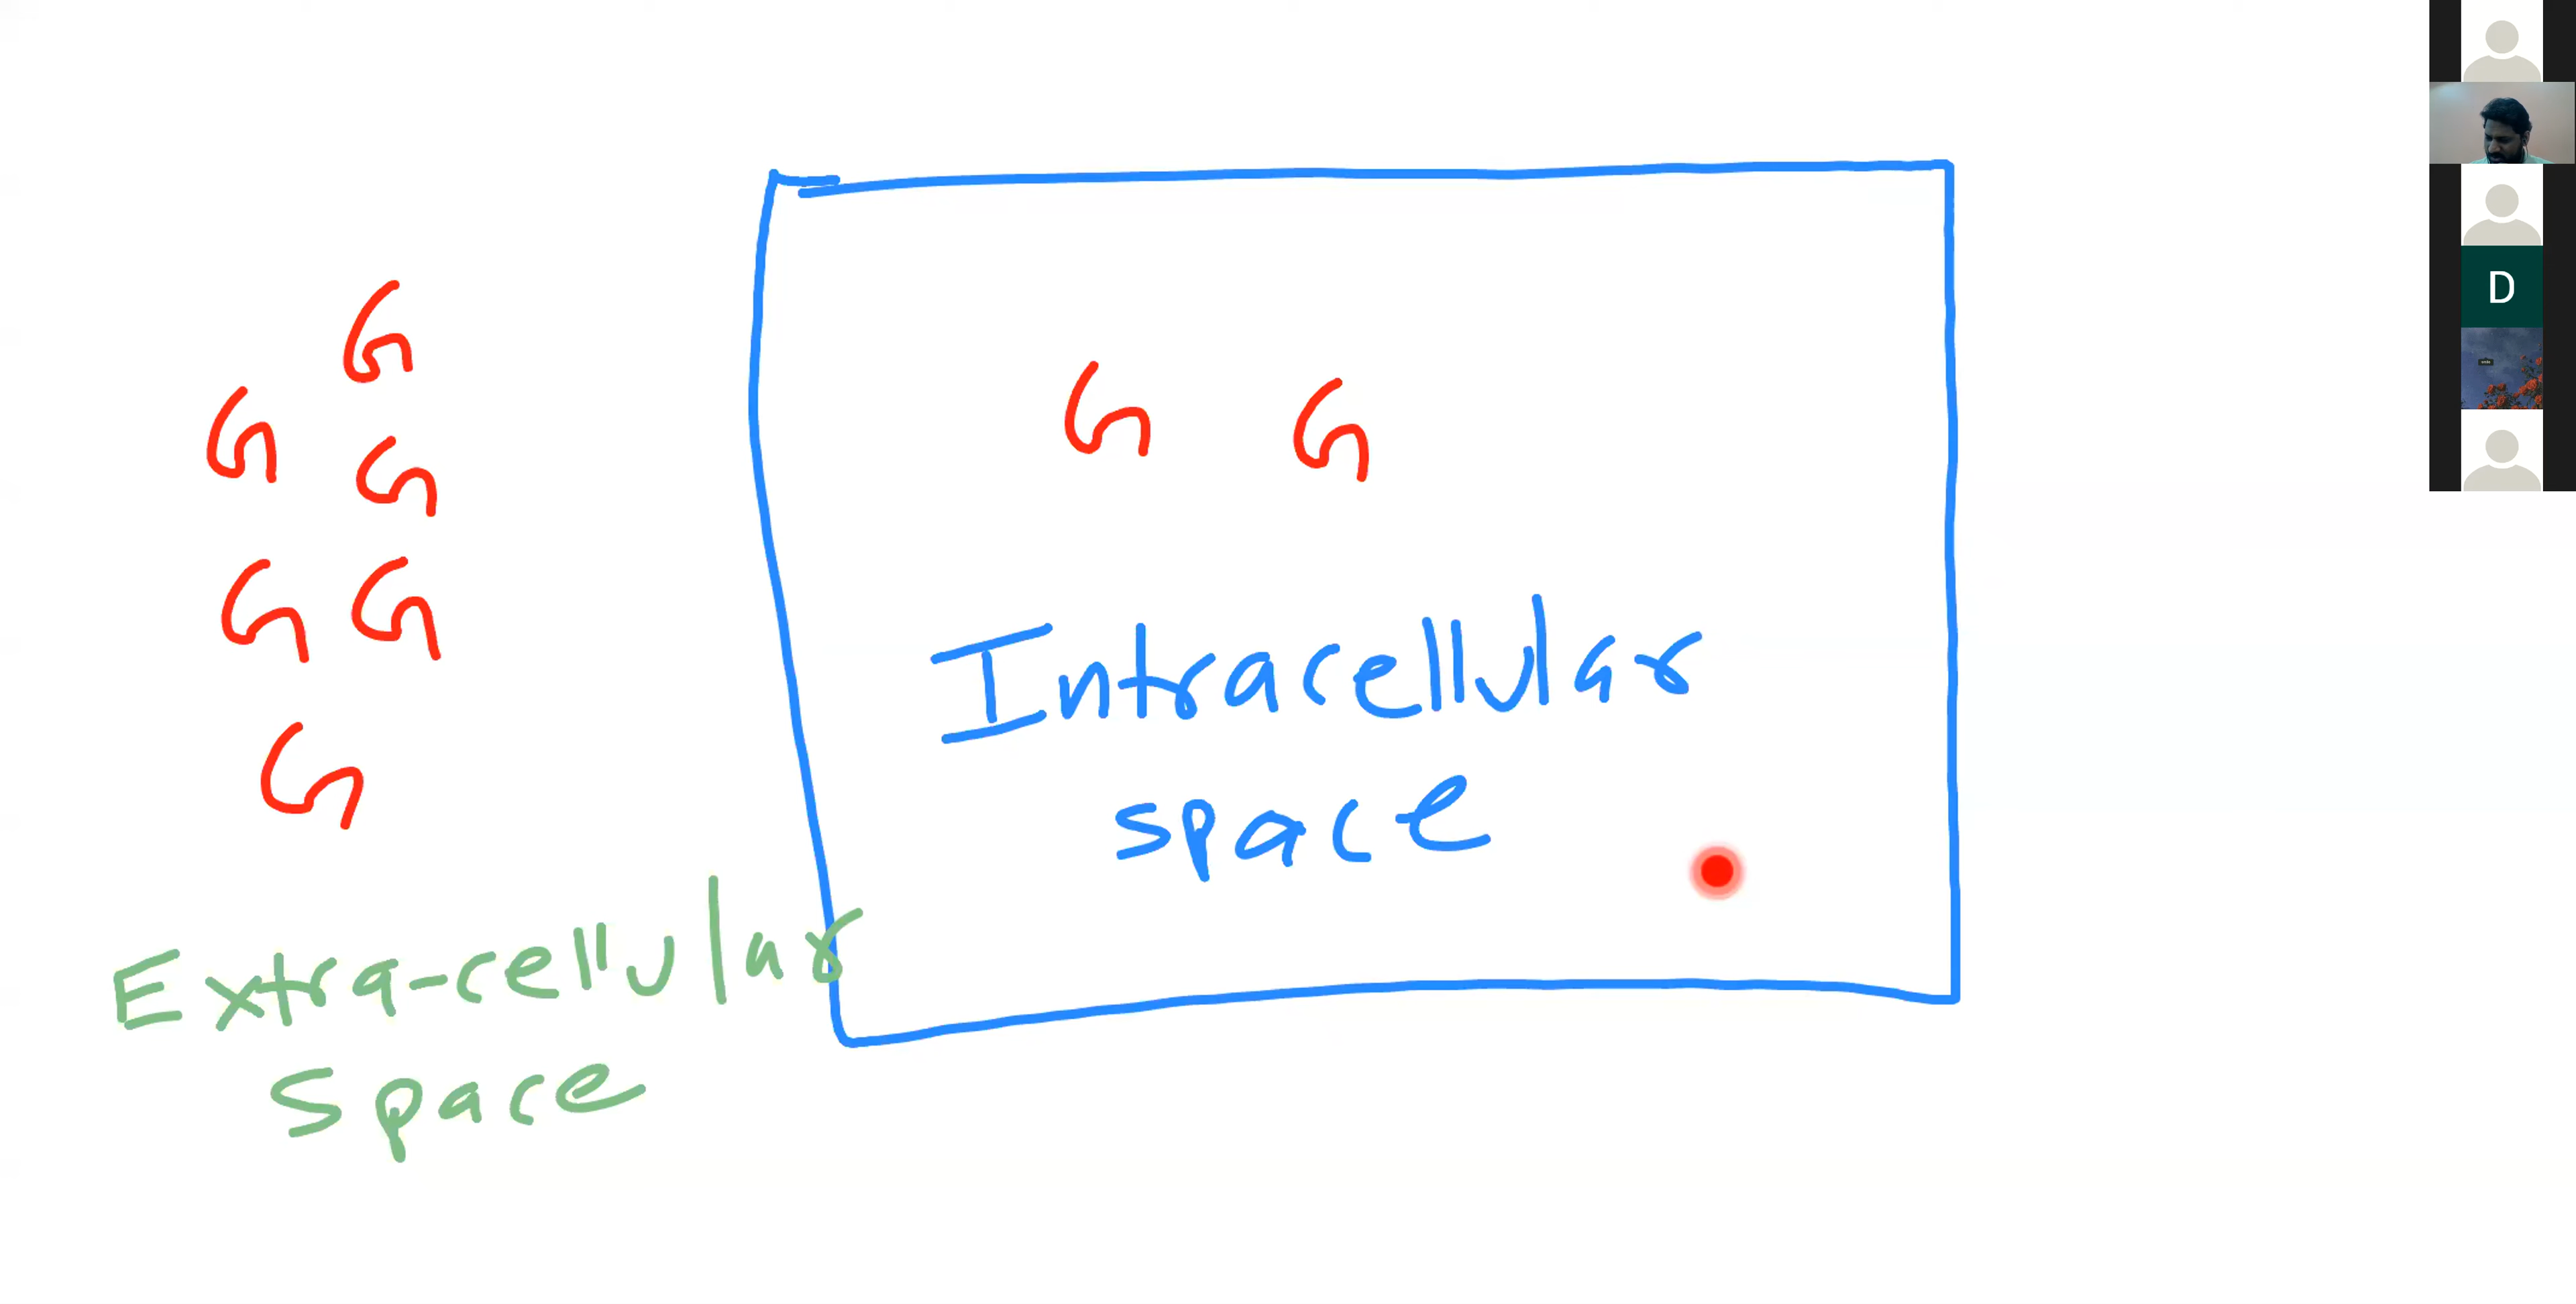 G
G
G
G G
G
G G
Intracellular
space
Extra-cellular
Space
D